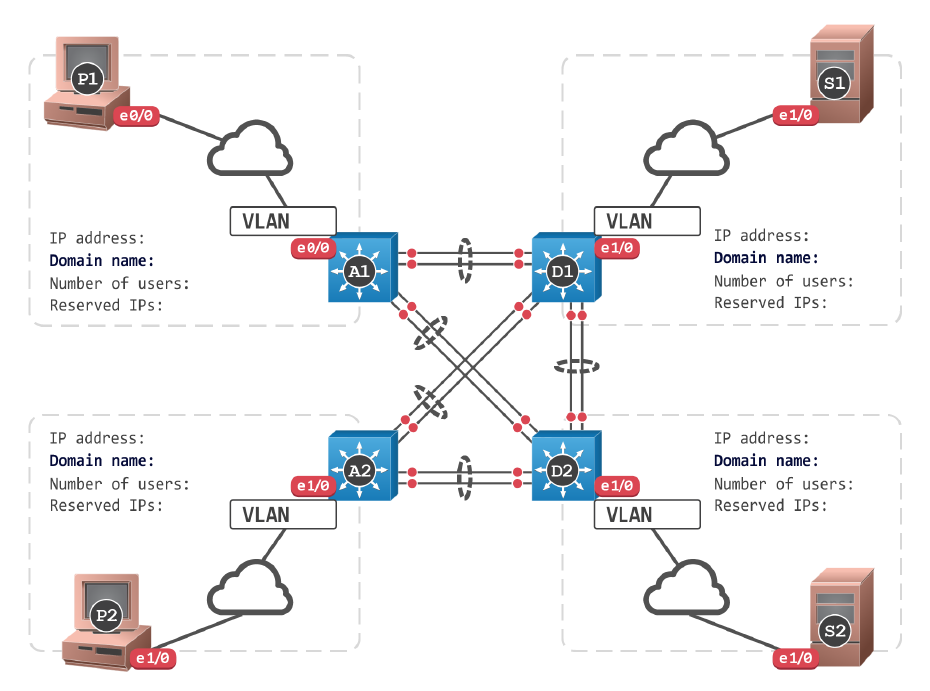 P1
e0/0
VLAN
IP address:
Domain name:
Number of users:
Reserved IPs:
e0/0
A1
S1
e1/0
VLAN
e1/0
D1
IP address:
Domain name:
Number of users:
Reserved IPs:
IP address:
Domain name:
Number of users:
Reserved IPs:
A2
e1/0
VLAN
P2
e1/0
D2
e1/0
VLAN
IP address:
Domain name:
Number of users:
Reserved IPs:
S2
e1/0